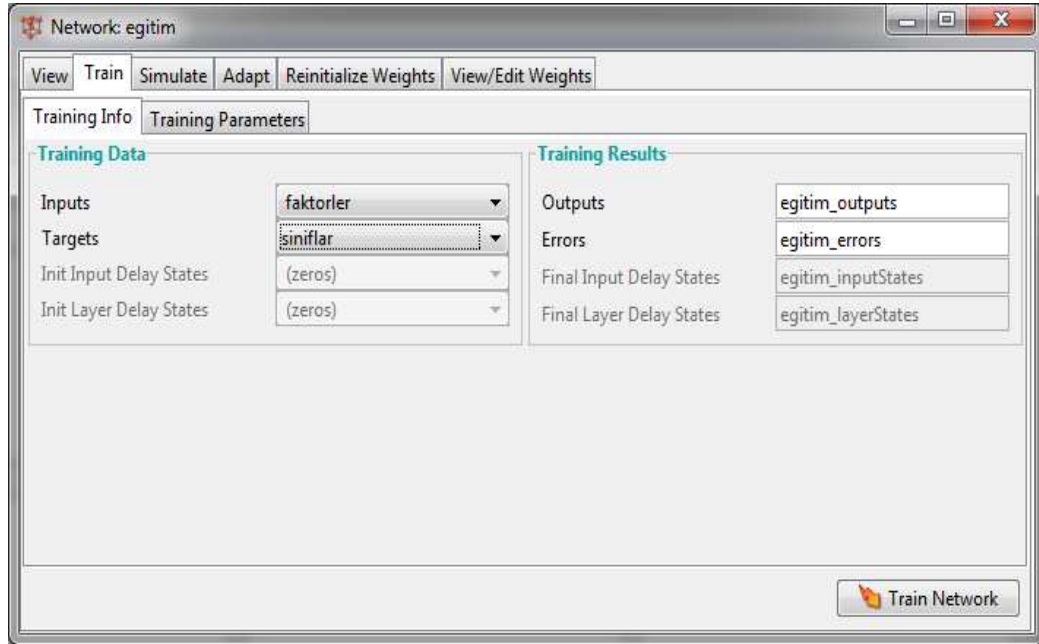 Network: egitim
View Train Simulate Adapt Reinitialize Weights View/Edit Weights
Training Info Training Parameters
Training Data
Inputs faktorler
Targets siniflar
Init Input Delay States (zeros)
Init Layer Delay States (zeros)
Training Results
Outputs egitim_outputs
Errors egitim_errors
Final Input Delay States egitim_inputStates
Final Layer Delay States egitim_layerStates
Train Network